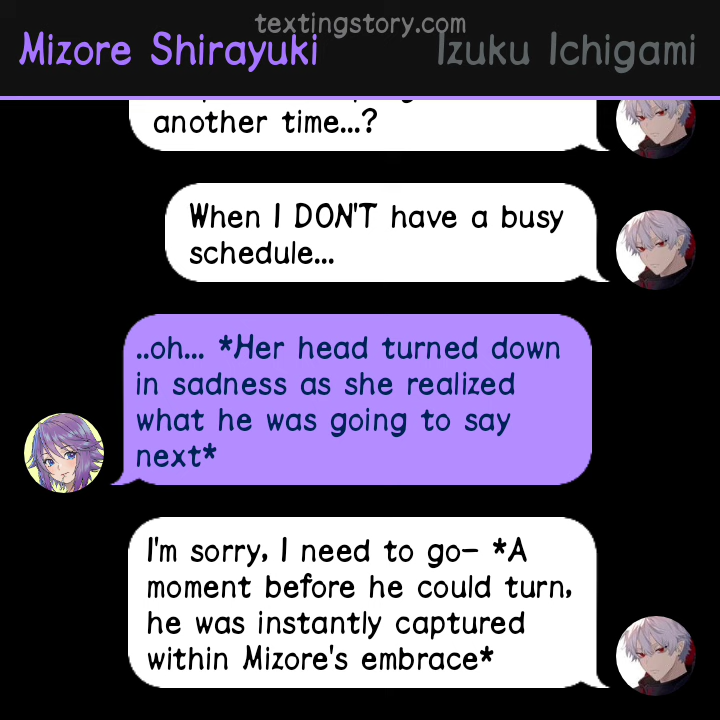 textingstory.com
Mizore Shirayuki
Izuku Ichigami
another time...?
When I DON'T have a busy
schedule...
..oh... *Her head turned down
in sadness as she realized
what he was going to say
next*
I'm sorry, I need to go– *A
moment before he could turn,
he was instantly captured
within Mizore's embrace*